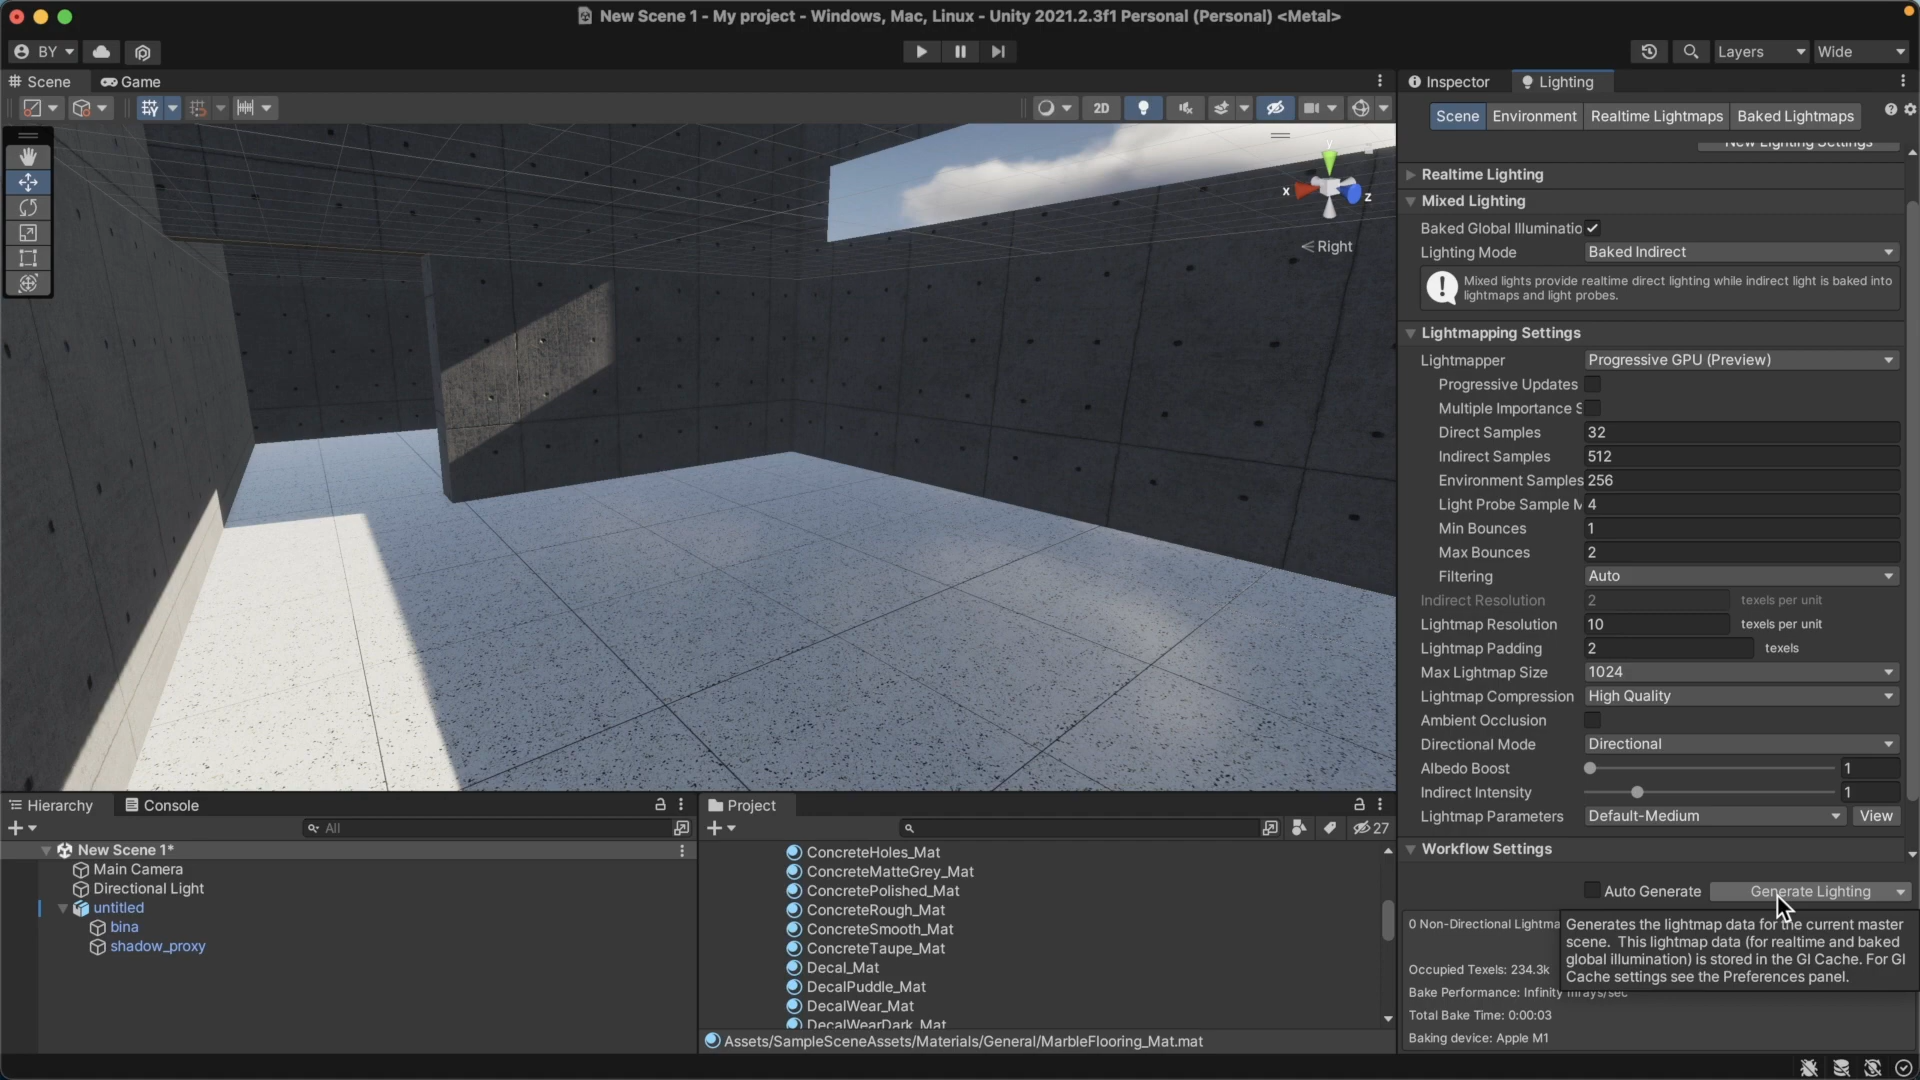 New Scene 1 - My project - Windows, Mac, Linux - Unity 2021.2.3f1 Personal (Personal) <Metal>
BY
Layers
Wide
Scene
Game
Inspector
Lighting
2D
Scene
Environment
Realtime Lightmaps
Baked Lightmaps
New Lighting Settings
Realtime Lighting
Mixed Lighting
Baked Global Illuminatio
Lighting Mode
Baked Indirect
Mixed lights provide realtime direct lighting while indirect light is baked into
lightmaps and light probes.
y
x
z
Right
Lightmapping Settings
Lightmapper
Progressive GPU (Preview)
Progressive Updates
Multiple Importance S
Direct Samples
32
Indirect Samples
512
Environment Samples
256
Light Probe Sample M
4
Min Bounces
1
Max Bounces
2
Filtering
Auto
Indirect Resolution
2
texels per unit
Lightmap Resolution
10
texels per unit
Lightmap Padding
2
texels
Max Lightmap Size
1024
Lightmap Compression
High Quality
Ambient Occlusion
Directional Mode
Directional
Albedo Boost
1
Indirect Intensity
1
Lightmap Parameters
Default-Medium
View
Workflow Settings
Auto Generate
Generate Lighting
0 Non-Directional Lightma
Generates the lightmap data for the current master
scene. This lightmap data (for realtime and baked
global illumination) is stored in the GI Cache. For GI
Cache settings see the Preferences panel.
Occupied Texels: 234.3k
Bake Performance: Infinity mrays/sec
Total Bake Time: 0:00:03
Baking device: Apple M1
Hierarchy
Console
All
New Scene 1*
Main Camera
Directional Light
untitled
bina
shadow_proxy
Project
27
ConcreteHoles_Mat
ConcreteMatteGrey_Mat
ConcretePolished_Mat
ConcreteRough_Mat
ConcreteSmooth_Mat
ConcreteTaupe_Mat
Decal_Mat
DecalPuddle_Mat
DecalWear_Mat
DecalWearDark_Mat
Assets/SampleSceneAssets/Materials/General/MarbleFlooring_Mat.mat